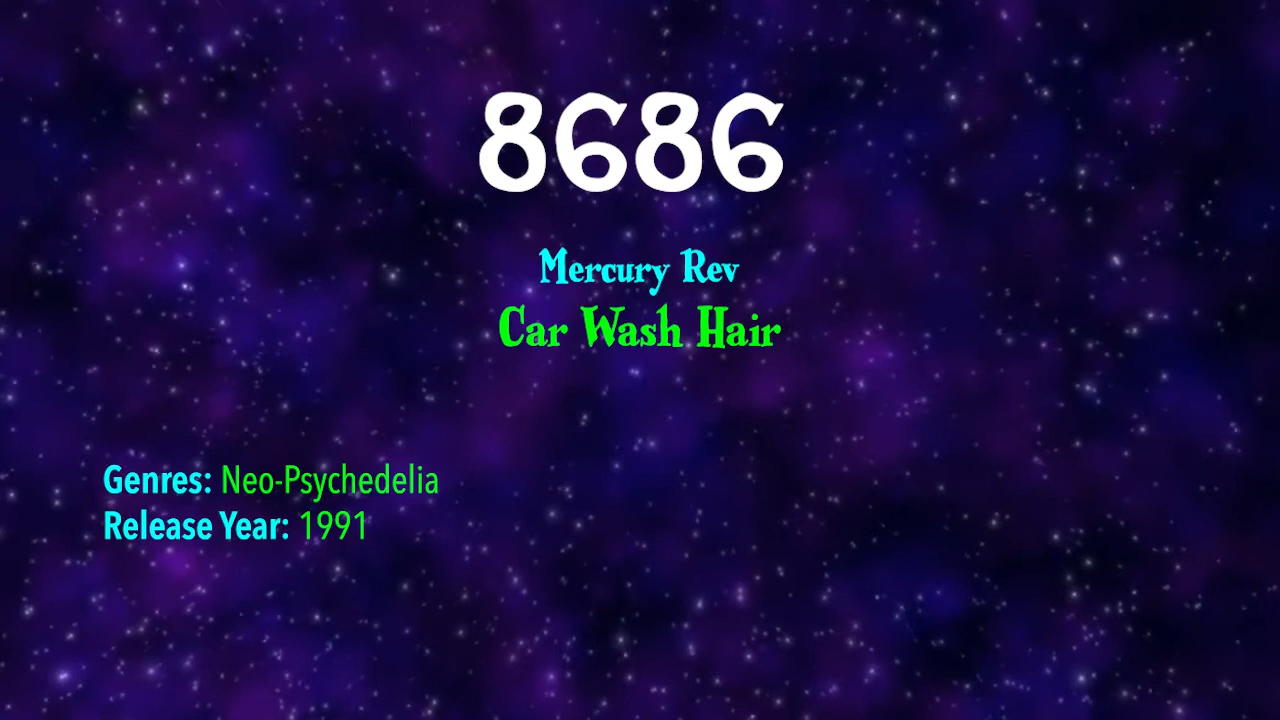 8686
Mercury Rev
Car Wash Hair
Genres: Neo-Psychedelia
Release Year: 1991